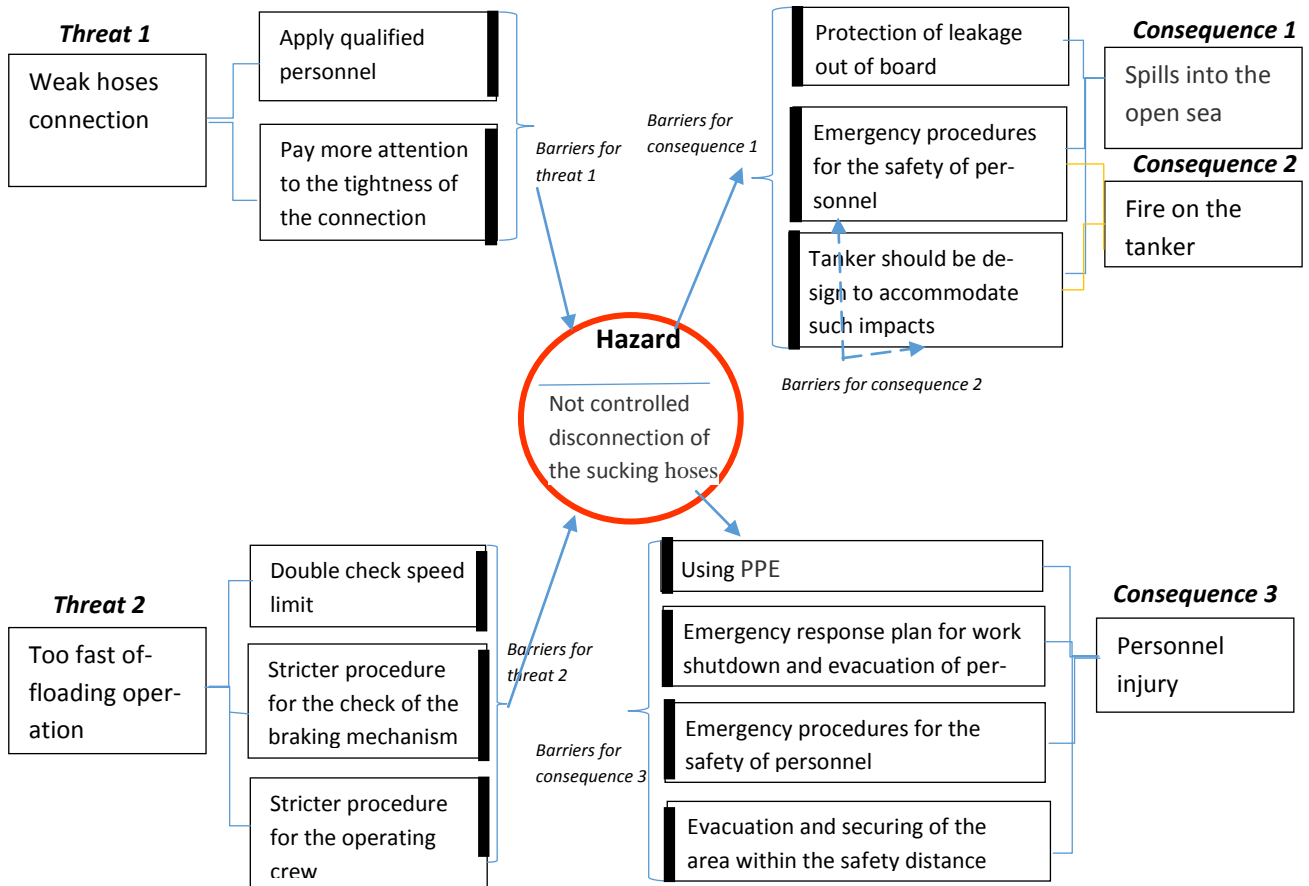 Threat 1
Weak hoses
connection
Apply qualified
personnel
Pay more attention
to the tightness of
the connection
Barriers for
threat 1
Barriers for
consequence 1
Protection of leakage
out of board
Emergency procedures
for the safety of per-
sonnel
Tanker should be de-
sign to accommodate
such impacts
Barriers for consequence 2
Consequence 1
Spills into the
open sea
Consequence 2
Fire on the
tanker
Hazard
Not controlled
disconnection of
the sucking hoses
Threat 2
Too fast of-
floading oper-
ation
Double check speed
limit
Stricter procedure
for the check of the
braking mechanism
Stricter procedure
for the operating
crew
Barriers for
threat 2
Barriers for
consequence 3
Using PPE
Emergency response plan for work
shutdown and evacuation of per-
Emergency procedures for the
safety of personnel
Evacuation and securing of the
area within the safety distance
Consequence 3
Personnel
injury